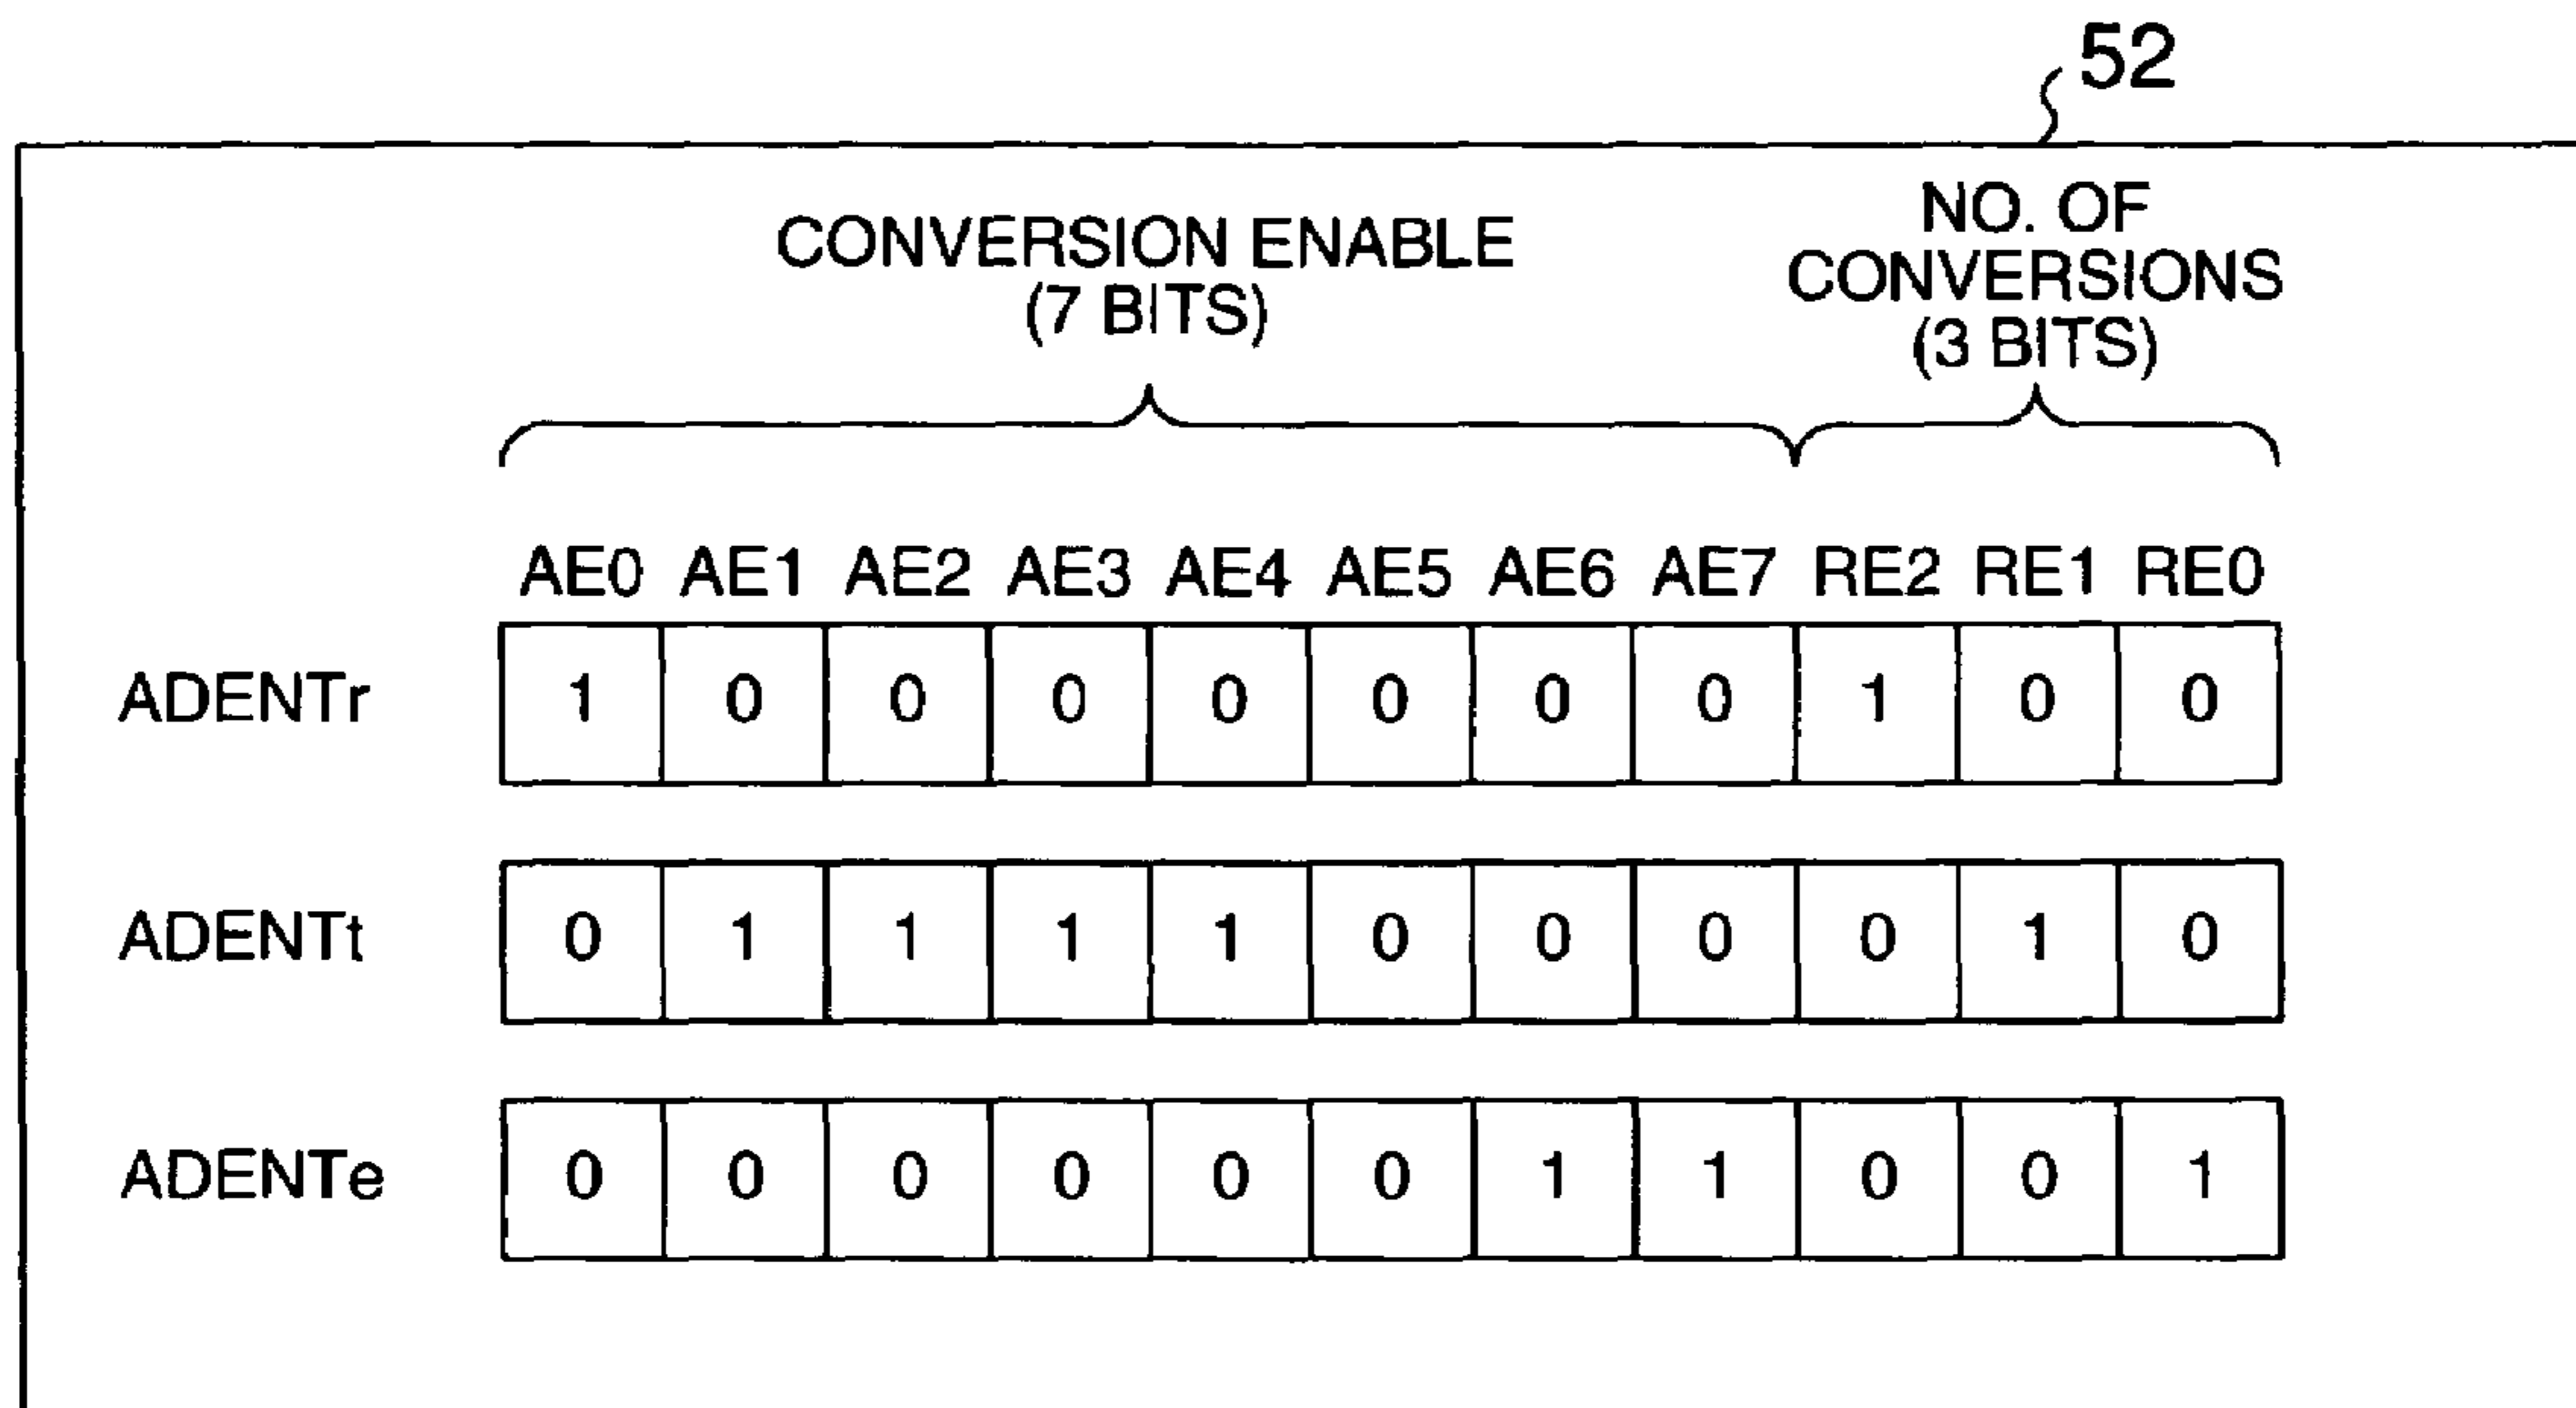 52
CONVERSION ENABLE
(7 BITS)
NO. OF
CONVERSIONS
(3 BITS)
AE0 AE1 AE2 AE3 AE4 AE5 AE6 AE7 RE2 RE1 RE0
ADENTr 1 0 0 0 0 0 0 0 1 0 0
ADENTt 0 1 1 1 1 0 0 0 0 1 0
ADENTe 0 0 0 0 0 0 1 1 0 0 1